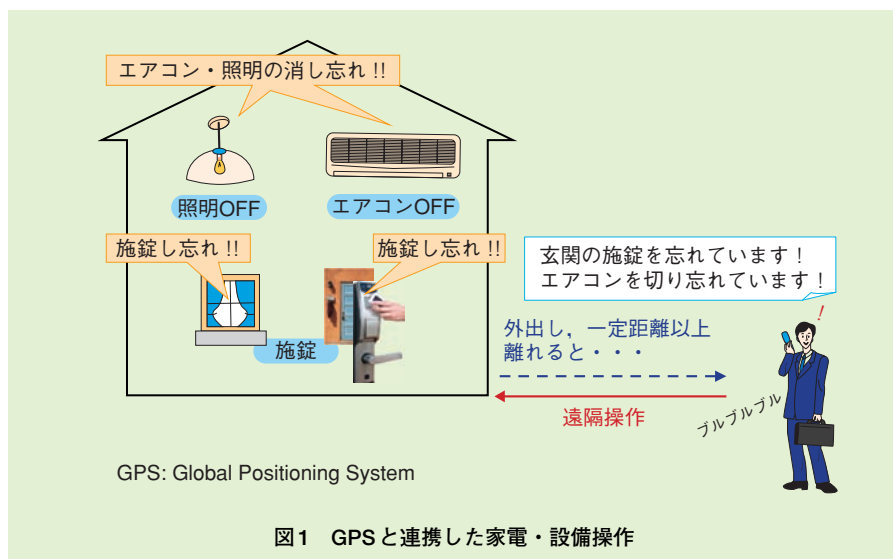 エアコン・照明の消し忘れ!!
照明OFF
エアコンOFF
施錠し忘れ!!
施錠し忘れ!!
施錠
玄関の施錠を忘れています!
エアコンを切り忘れています!
外出し，一定距離以上
離れると・・・
遠隔操作
ブルブルブル
GPS: Global Positioning System
図1 GPSと連携した家電・設備操作